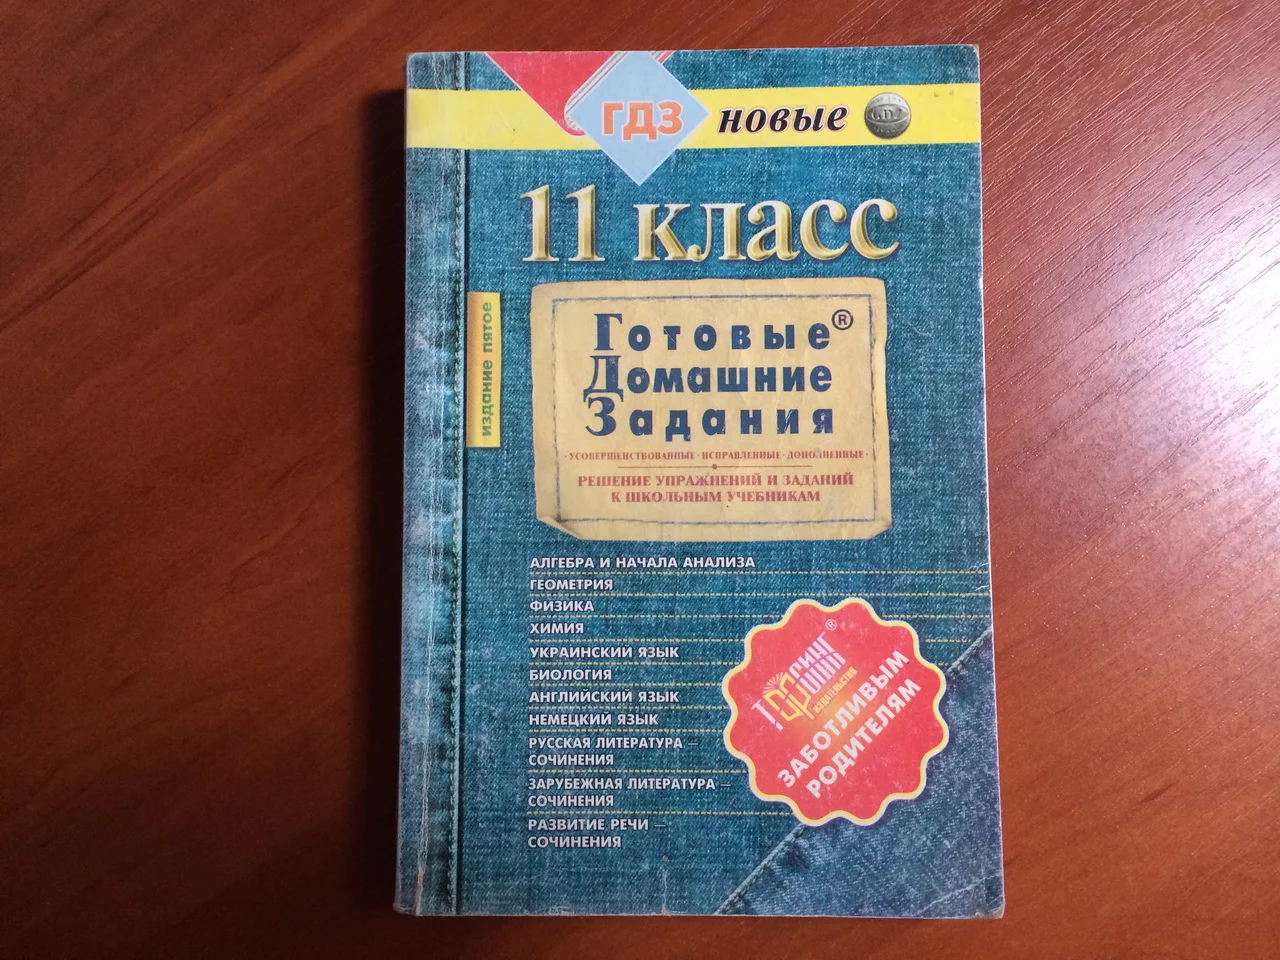 ГДЗ новые
11 класс
издание пятое
Готовые®
Домашние
Задания
УСОВЕРШЕНСТВОВАННЫЕ · ИСПРАВЛЕННЫЕ · ДОПОЛНЕННЫЕ
РЕШЕНИЕ УПРАЖНЕНИЙ И ЗАДАНИЙ
К ШКОЛЬНЫМ УЧЕБНИКАМ
АЛГЕБРА И НАЧАЛА АНАЛИЗА
ГЕОМЕТРИЯ
ФИЗИКА
ХИМИЯ
УКРАИНСКИЙ ЯЗЫК
БИОЛОГИЯ
АНГЛИЙСКИЙ ЯЗЫК
НЕМЕЦКИЙ ЯЗЫК
РУССКАЯ ЛИТЕРАТУРА –
СОЧИНЕНИЯ
ЗАРУБЕЖНАЯ ЛИТЕРАТУРА –
СОЧИНЕНИЯ
РАЗВИТИЕ РЕЧИ –
СОЧИНЕНИЯ
ТОРСИНГ®
ИЗДАТЕЛЬСТВО
ЗАБОТЛИВЫМ
РОДИТЕЛЯМ